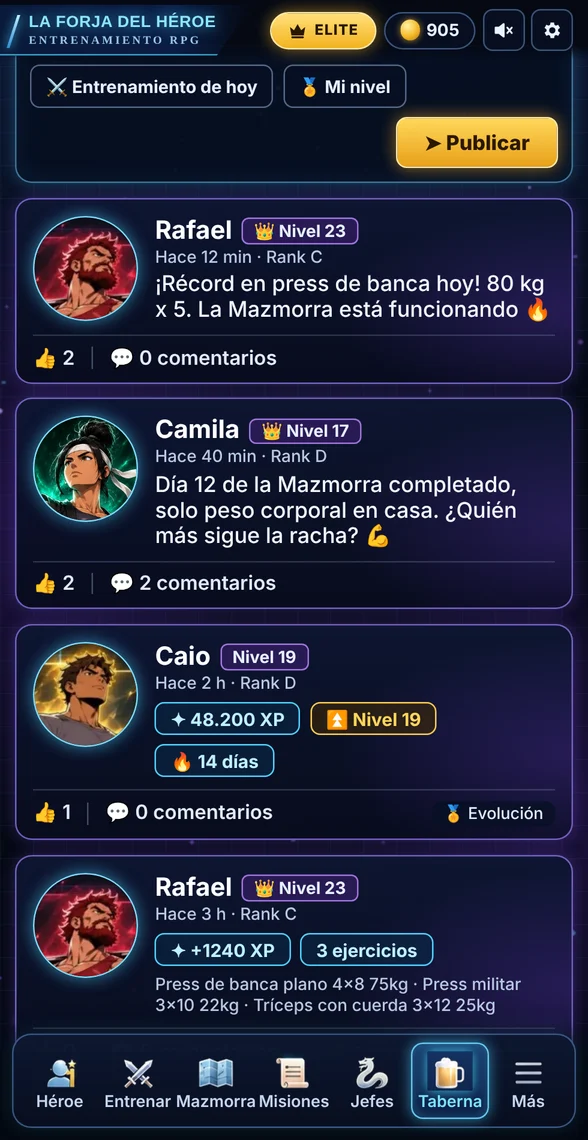 LA FORJA DEL HÉROE
ENTRENAMIENTO RPG
ELITE
905
⚔️ Entrenamiento de hoy
🏅 Mi nivel
➤ Publicar
Rafael 👑 Nivel 23
Hace 12 min · Rank C
¡Récord en press de banca hoy! 80 kg
x 5. La Mazmorra está funcionando 🔥
👍 2 💬 0 comentarios
Camila 👑 Nivel 17
Hace 40 min · Rank D
Día 12 de la Mazmorra completado,
solo peso corporal en casa. ¿Quién
más sigue la racha? 💪
👍 2 💬 2 comentarios
Caio Nivel 19
Hace 2 h · Rank D
✦ 48.200 XP ⏫ Nivel 19
🔥 14 días
👍 1 💬 0 comentarios 🏅 Evolución
Rafael 👑 Nivel 23
Hace 3 h · Rank C
✦ +1240 XP 3 ejercicios
Press de banca plano 4×8 75kg · Press militar
3×10 22kg · Tríceps con cuerda 3×12 25kg
Héroe Entrenar Mazmorra Misiones Jefes Taberna Más